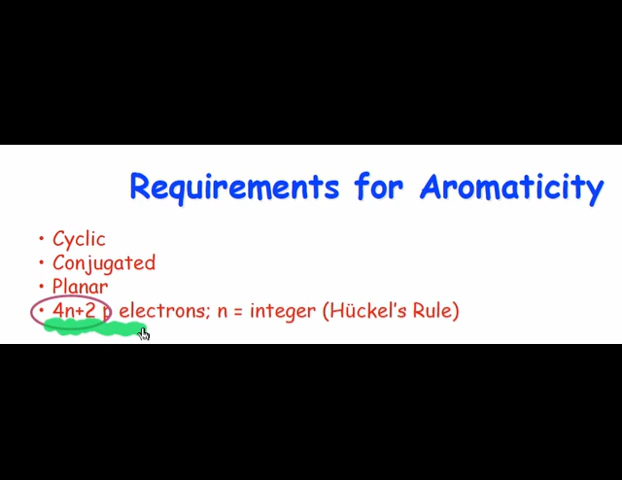 Requirements for Aromaticity
• Cyclic
• Conjugated
• Planar
• 4n+2 p electrons; n = integer (Hückel's Rule)